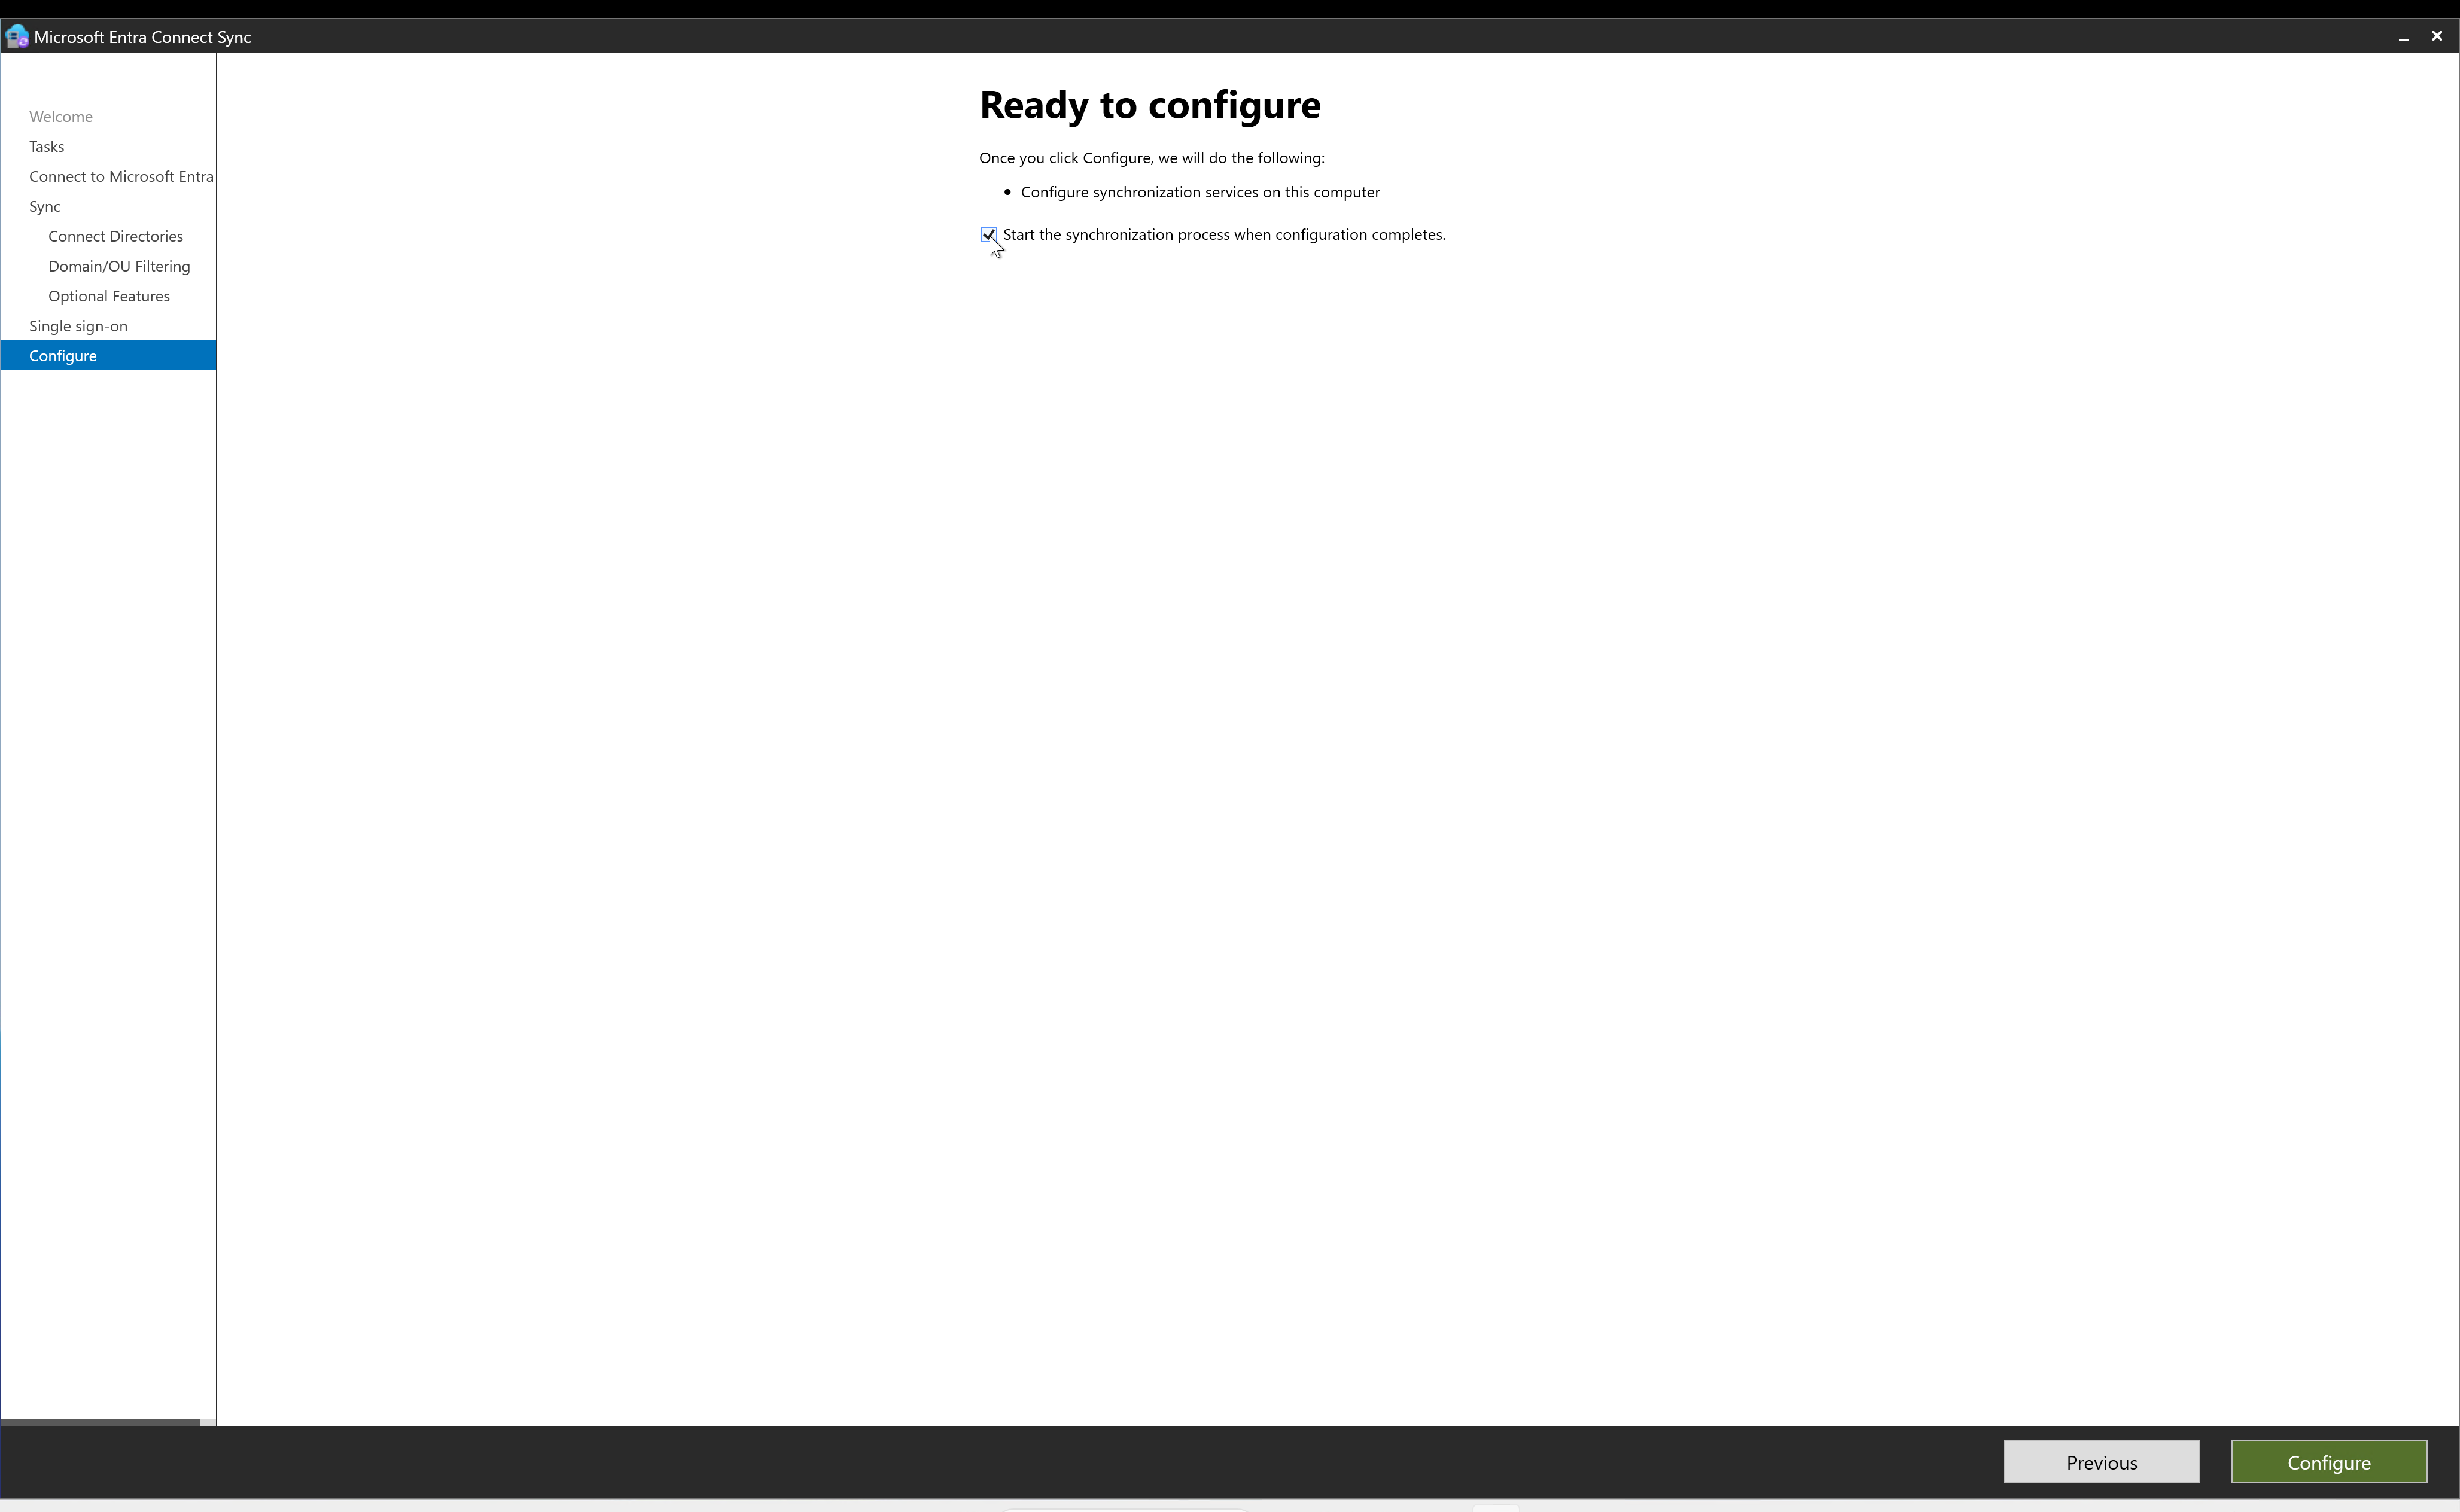 Microsoft Entra Connect Sync
Welcome
Tasks
Connect to Microsoft Entra
Sync
Connect Directories
Domain/OU Filtering
Optional Features
Single sign-on
Configure
Ready to configure
Once you click Configure, we will do the following:
• Configure synchronization services on this computer
Start the synchronization process when configuration completes.
Previous
Configure